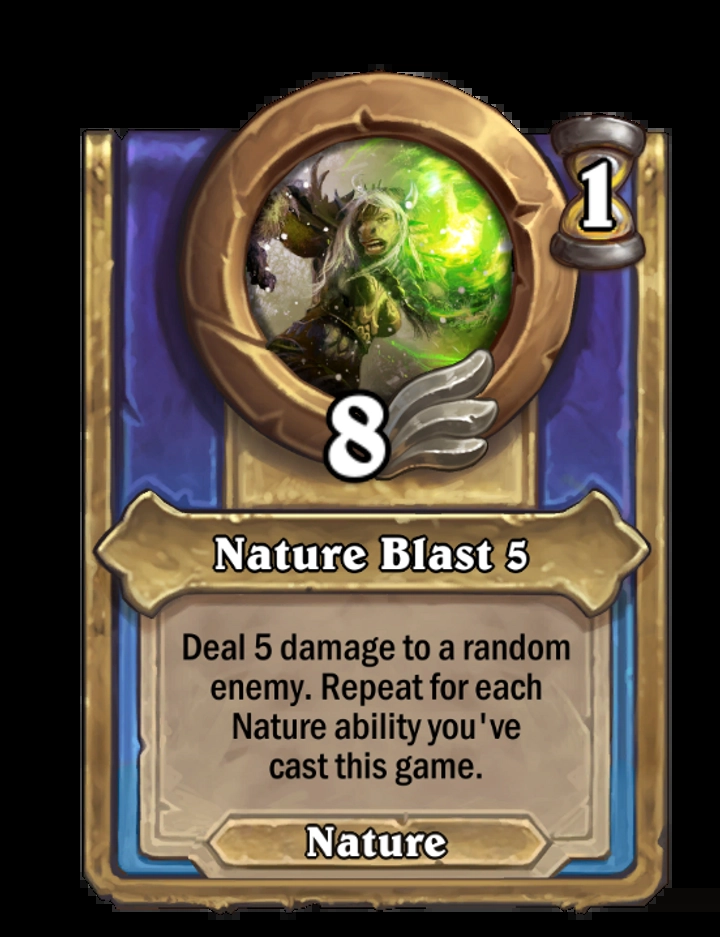 1
8
Nature Blast 5
Deal 5 damage to a random
enemy. Repeat for each
Nature ability you've
cast this game.
Nature